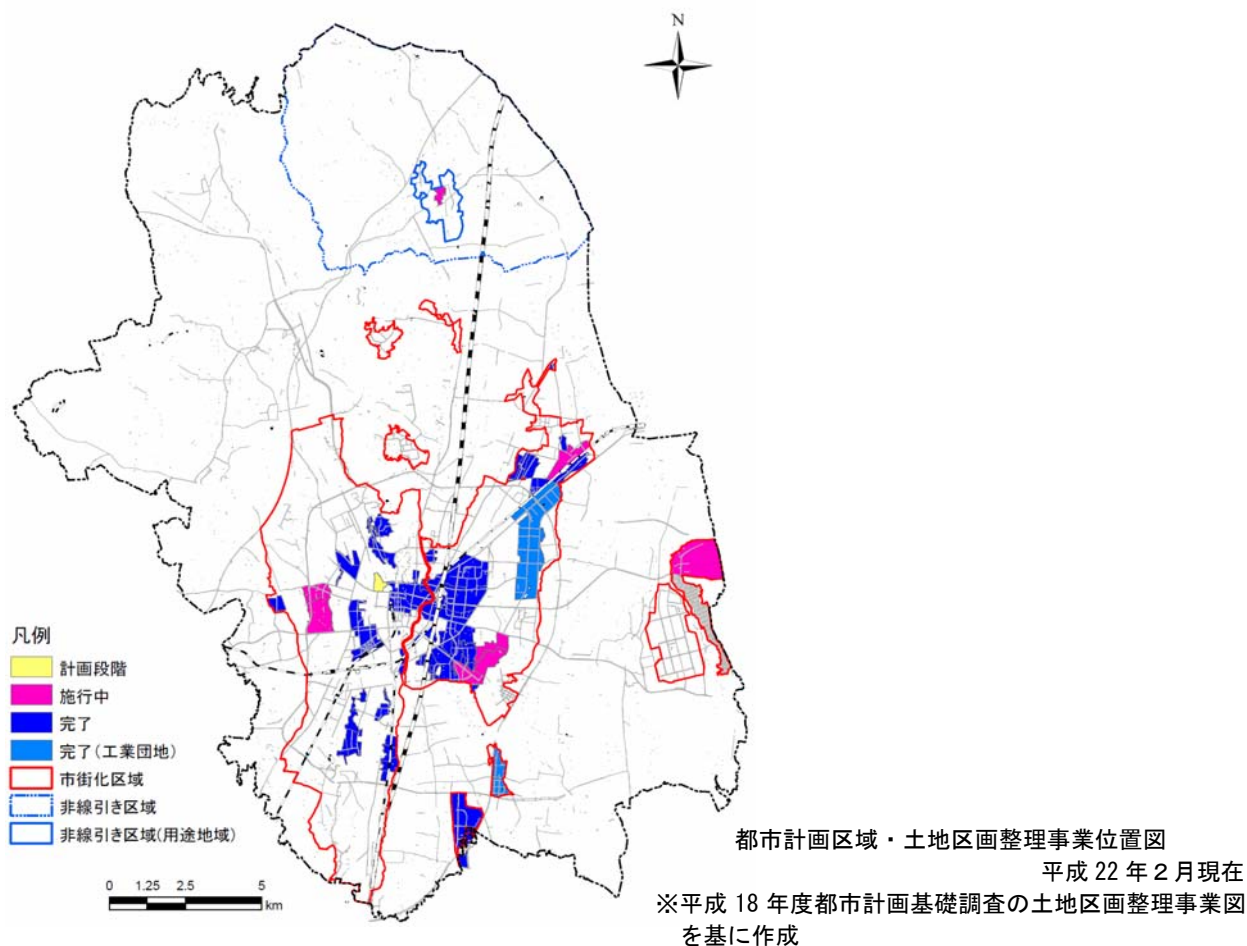 N
凡例
計画段階
施行中
完了
完了(工業団地)
市街化区域
非線引き区域
非線引き区域(用途地域)
0 1.25 2.5 5
km
都市計画区域・土地区画整理事業位置図
平成 22 年２月現在
※平成 18 年度都市計画基礎調査の土地区画整理事業図
を基に作成